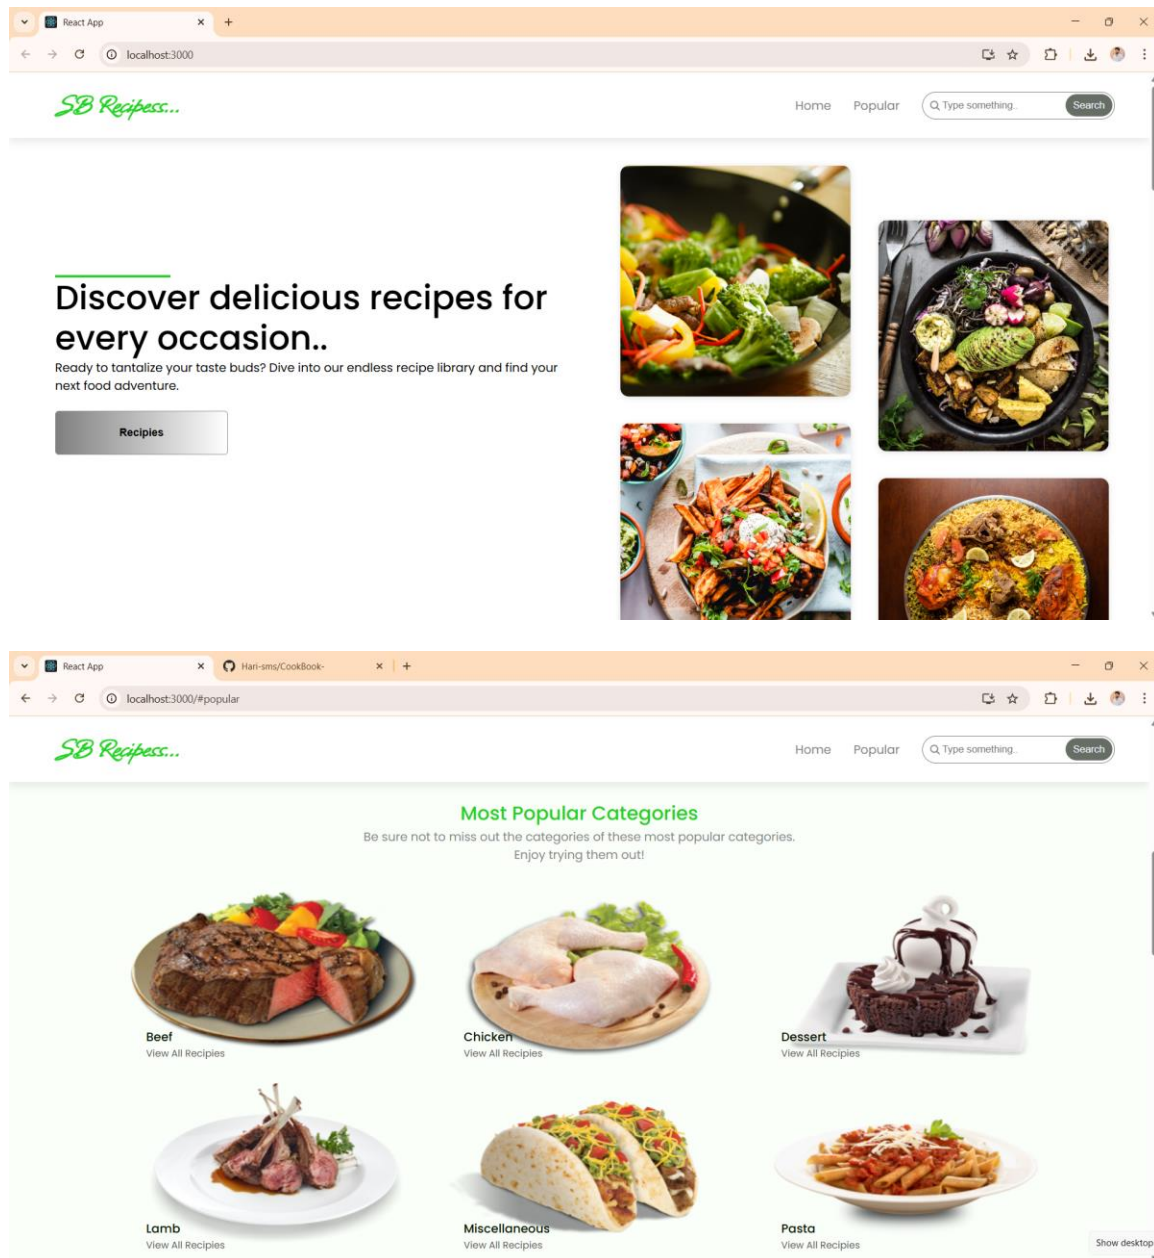 React App
localhost:3000
SB Recipess...
Home Popular Type something.. Search
Discover delicious recipes for
every occasion..
Ready to tantalize your taste buds? Dive into our endless recipe library and find your
next food adventure.
Recipies
React App Hari-sms/CookBook-
localhost:3000/#popular
SB Recipess...
Home Popular Type something.. Search
Most Popular Categories
Be sure not to miss out the categories of these most popular categories.
Enjoy trying them out!
Beef Chicken Dessert
View All Recipies View All Recipies View All Recipies
Lamb Miscellaneous Pasta
View All Recipies View All Recipies View All Recipies
Show desktop